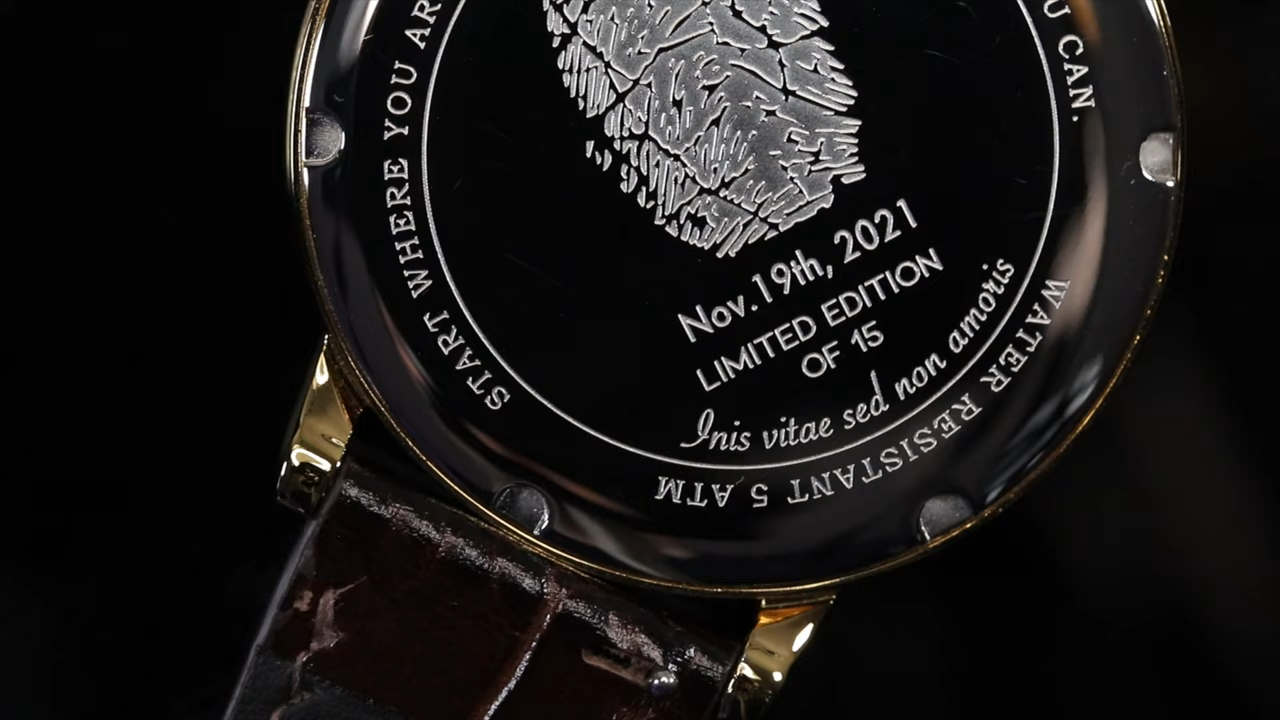 START WHERE YOU AR
U CAN.
Nov.19th, 2021
LIMITED EDITION
OF 15
Inis vitae sed non amoris
WATER RESISTANT 5 ATM